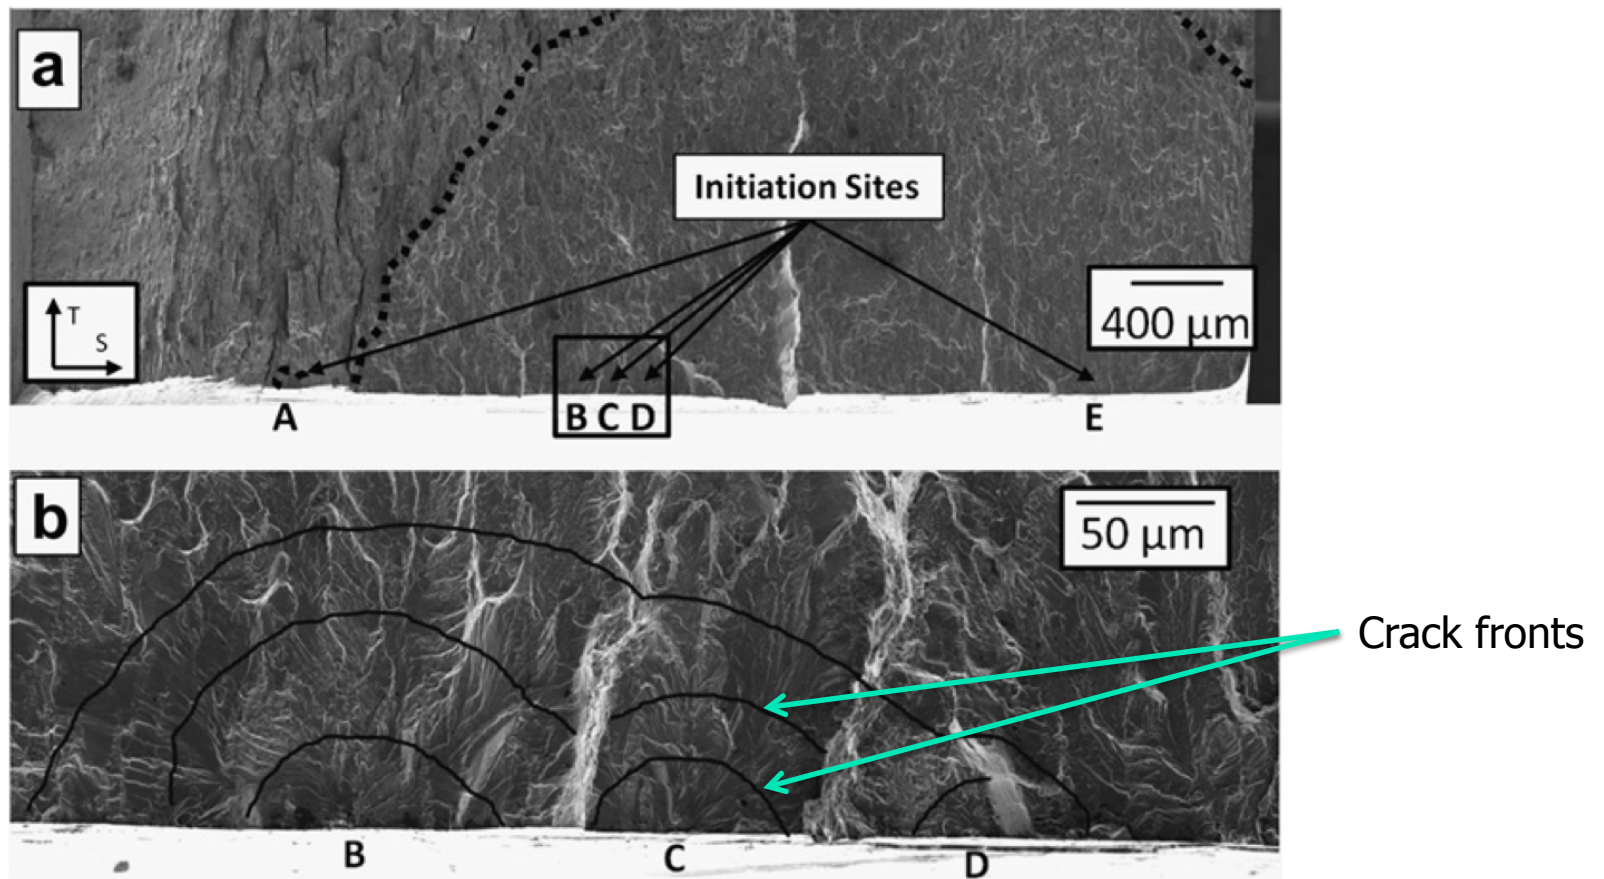 a
Initiation Sites
T
S
400 µm
A
B C D
E
b
50 µm
Crack fronts
B
C
D